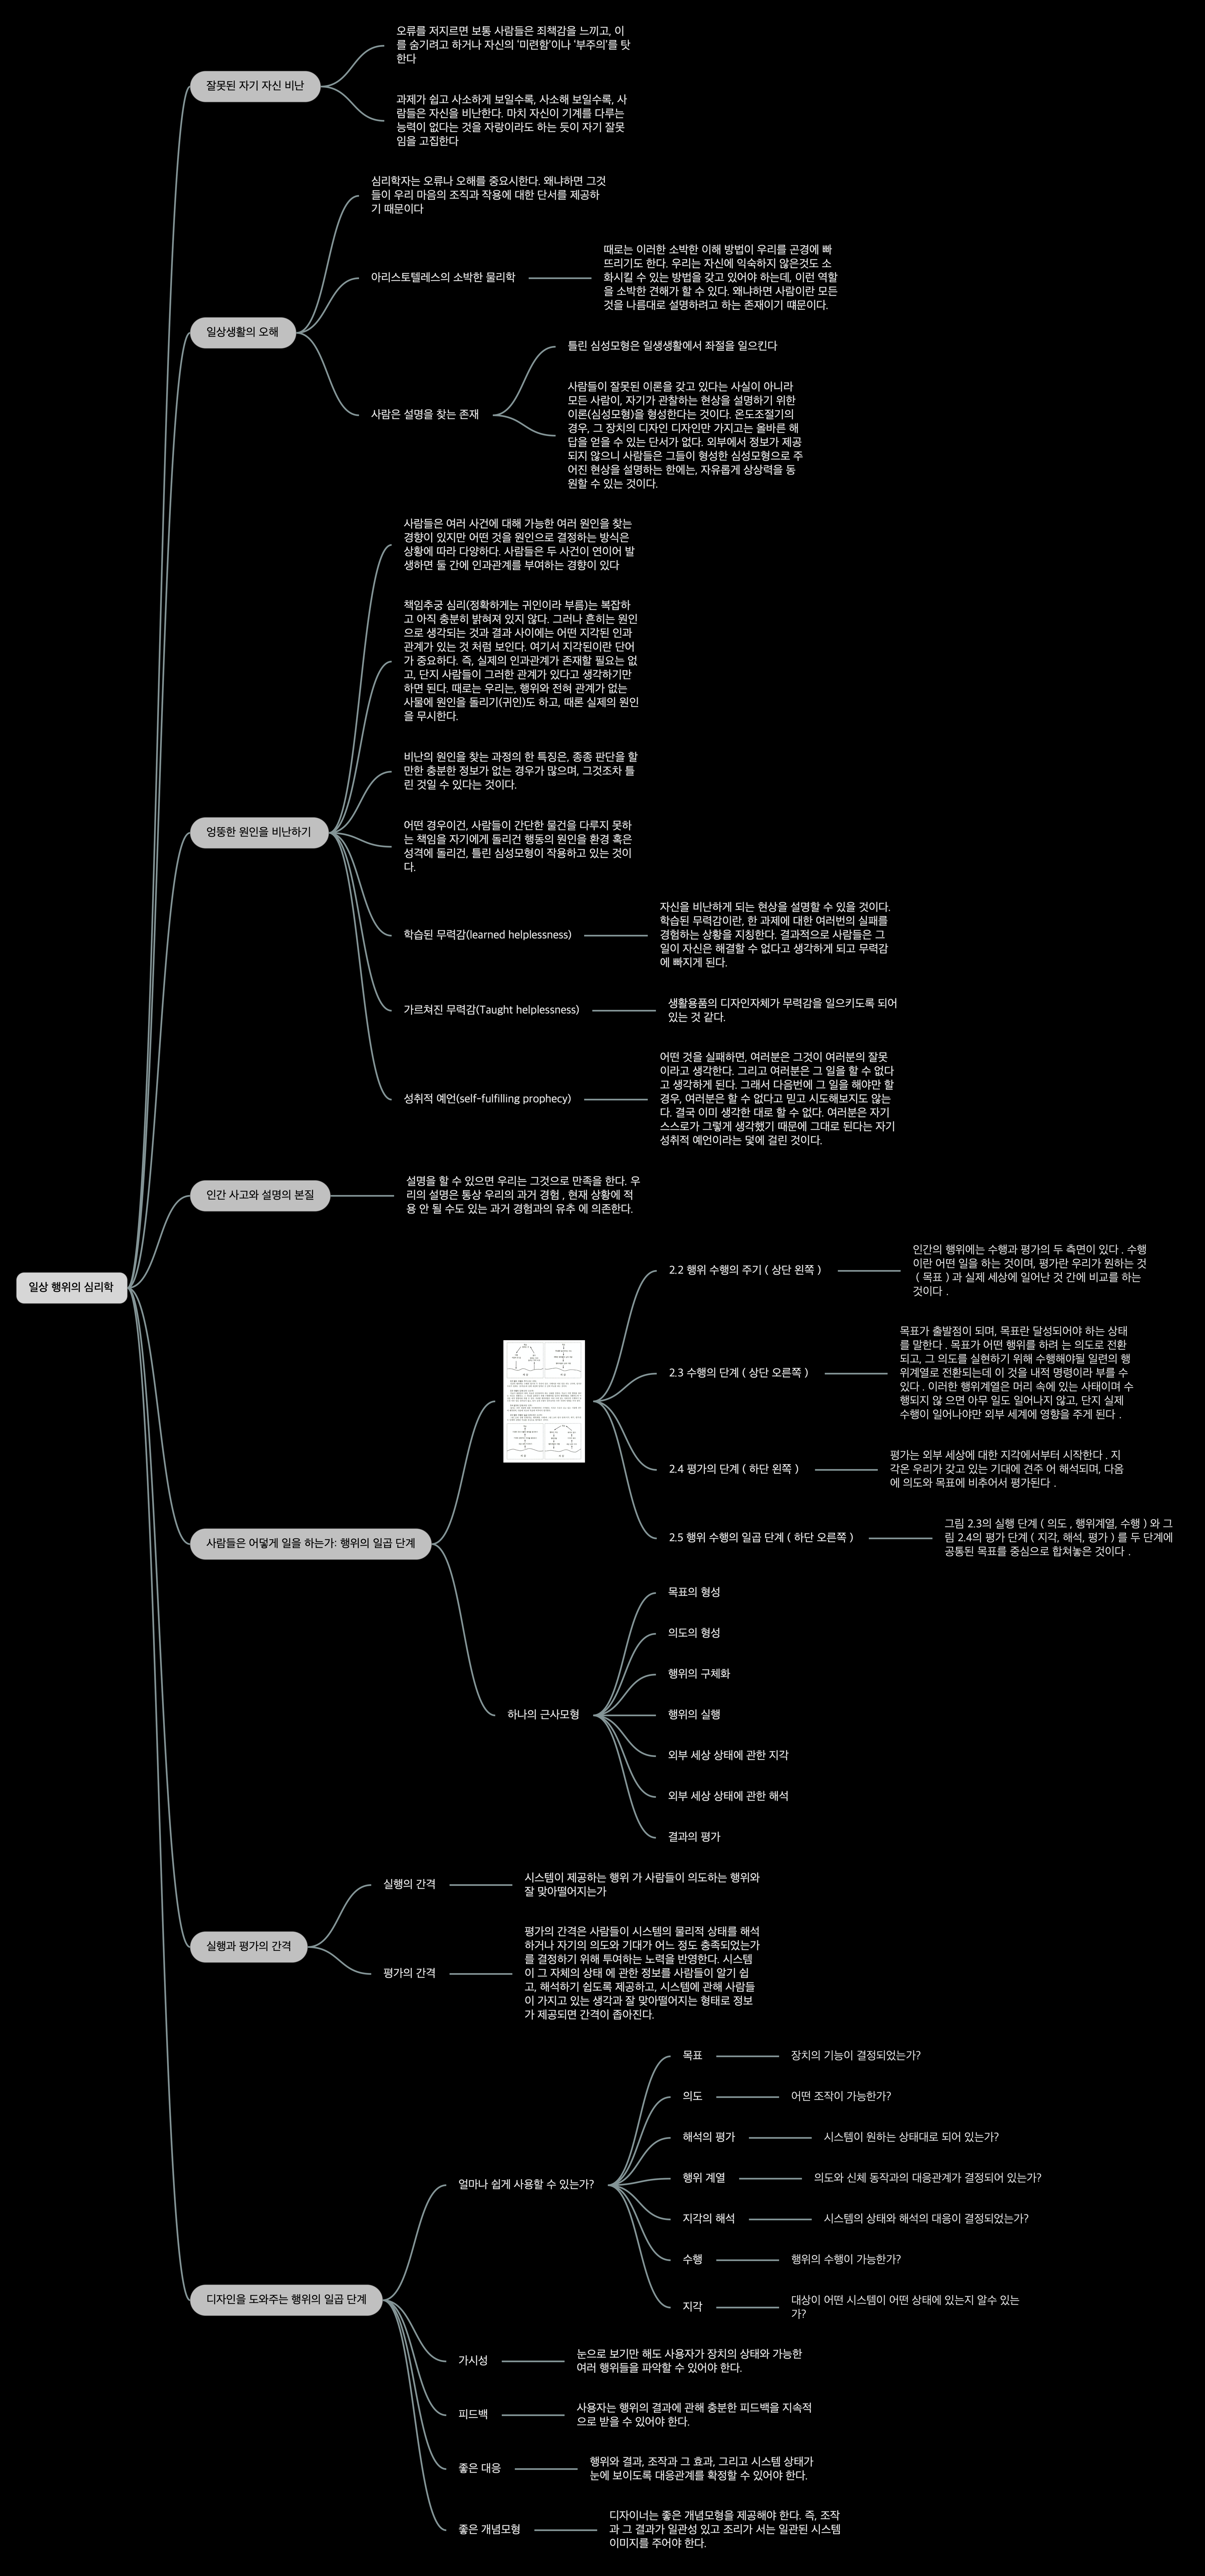 오류를 저지르면 보통 사람들은 죄책감을 느끼고, 이
를 숨기려고 하거나 자신의 '미련함'이나 '부주의'를 탓
한다
잘못된 자기 자신 비난
과제가 쉽고 사소하게 보일수록, 사소해 보일수록, 사
람들은 자신을 비난한다. 마치 자신이 기계를 다루는
능력이 없다는 것을 자랑이라도 하는 듯이 자기 잘못
임을 고집한다
심리학자는 오류나 오해를 중요시한다. 왜냐하면 그것
들이 우리 마음의 조직과 작용에 대한 단서를 제공하
기 때문이다
아리스토텔레스의 소박한 물리학
때로는 이러한 소박한 이해 방법이 우리를 곤경에 빠
뜨리기도 한다. 우리는 자신에 익숙하지 않은것도 소
화시킬 수 있는 방법을 갖고 있어야 하는데, 이런 역할
을 소박한 견해가 할 수 있다. 왜냐하면 사람이란 모든
것을 나름대로 설명하려고 하는 존재이기 떄문이다.
일상생활의 오해
틀린 심성모형은 일생생활에서 좌절을 일으킨다
사람은 설명을 찾는 존재
사람들이 잘못된 이론을 갖고 있다는 사실이 아니라
모든 사람이, 자기가 관찰하는 현상을 설명하기 위한
이론(심성모형)을 형성한다는 것이다. 온도조절기의
경우, 그 장치의 디자인 디자인만 가지고는 올바른 해
답을 얻을 수 있는 단서가 없다. 외부에서 정보가 제공
되지 않으니 사람들은 그들이 형성한 심성모형으로 주
어진 현상을 설명하는 한에는, 자유롭게 상상력을 동
원할 수 있는 것이다.
사람들은 여러 사건에 대해 가능한 여러 원인을 찾는
경향이 있지만 어떤 것을 원인으로 결정하는 방식은
상황에 따라 다양하다. 사람들은 두 사건이 연이어 발
생하면 둘 간에 인과관계를 부여하는 경향이 있다
책임추궁 심리(정확하게는 귀인이라 부름)는 복잡하
고 아직 충분히 밝혀져 있지 않다. 그러나 흔히는 원인
으로 생각되는 것과 결과 사이에는 어떤 지각된 인과
관계가 있는 것 처럼 보인다. 여기서 지각된이란 단어
가 중요하다. 즉, 실제의 인과관계가 존재할 필요는 없
고, 단지 사람들이 그러한 관계가 있다고 생각하기만
하면 된다. 때로는 우리는, 행위와 전혀 관계가 없는
사물에 원인을 돌리기(귀인)도 하고, 때론 실제의 원인
을 무시한다.
비난의 원인을 찾는 과정의 한 특징은, 종종 판단을 할
만한 충분한 정보가 없는 경우가 많으며, 그것조차 틀
린 것일 수 있다는 것이다.
엉뚱한 원인을 비난하기
어떤 경우이건, 사람들이 간단한 물건을 다루지 못하
는 책임을 자기에게 돌리건 행동의 원인을 환경 혹은
성격에 돌리건, 틀린 심성모형이 작용하고 있는 것이
다.
학습된 무력감(learned helplessness)
자신을 비난하게 되는 현상을 설명할 수 있을 것이다.
학습된 무력감이란, 한 과제에 대한 여러번의 실패를
경험하는 상황을 지칭한다. 결과적으로 사람들은 그
일이 자신은 해결할 수 없다고 생각하게 되고 무력감
에 빠지게 된다.
가르쳐진 무력감(Taught helplessness)
생활용품의 디자인자체가 무력감을 일으키도록 되어
있는 것 같다.
성취적 예언(self-fulfilling prophecy)
어떤 것을 실패하면, 여러분은 그것이 여러분의 잘못
이라고 생각한다. 그리고 여러분은 그 일을 할 수 없다
고 생각하게 된다. 그래서 다음번에 그 일을 해야만 할
경우, 여러분은 할 수 없다고 믿고 시도해보지도 않는
다. 결국 이미 생각한 대로 할 수 없다. 여러분은 자기
스스로가 그렇게 생각했기 때문에 그대로 된다는 자기
성취적 예언이라는 덫에 걸린 것이다.
인간 사고와 설명의 본질
설명을 할 수 있으면 우리는 그것으로 만족을 한다. 우
리의 설명은 통상 우리의 과거 경험 , 현재 상황에 적
용 안 될 수도 있는 과거 경험과의 유추 에 의존한다.
일상 행위의 심리학
2.2 행위 수행의 주기 ( 상단 왼쪽 )
인간의 행위에는 수행과 평가의 두 측면이 있다 . 수행
이란 어떤 일을 하는 것이며, 평가란 우리가 원하는 것
( 목표 ) 과 실제 세상에 일어난 것 간에 비교를 하는
것이다 .
2.3 수행의 단계 ( 상단 오른쪽 )
목표가 출발점이 되며, 목표란 달성되어야 하는 상태
를 말한다 . 목표가 어떤 행위를 하려 는 의도로 전환
되고, 그 의도를 실현하기 위해 수행해야될 일련의 행
위계열로 전환되는데 이 것을 내적 명령이라 부를 수
있다 . 이러한 행위계열은 머리 속에 있는 사태이며 수
행되지 않 으면 아무 일도 일어나지 않고, 단지 실제
수행이 일어나야만 외부 세계에 영향을 주게 된다 .
2.4 평가의 단계 ( 하단 왼쪽 )
평가는 외부 세상에 대한 지각에서부터 시작한다 . 지
각온 우리가 갖고 있는 기대에 견주 어 해석되며, 다옴
에 의도와 목표에 비추어서 평가된다 .
2.5 행위 수행의 일곱 단계 ( 하단 오른쪽 )
그림 2.3의 실행 단계 ( 의도 , 행위계열, 수행 ) 와 그
림 2.4의 평가 단계 ( 지각, 해석, 평가 ) 를 두 단계에
공통된 목표를 중심으로 합쳐놓은 것이다 .
사람들은 어떻게 일을 하는가: 행위의 일곱 단계
하나의 근사모형
목표의 형성
의도의 형성
행위의 구체화
행위의 실행
외부 세상 상태에 관한 지각
외부 세상 상태에 관한 해석
결과의 평가
실행과 평가의 간격
실행의 간격
시스템이 제공하는 행위 가 사람들이 의도하는 행위와
잘 맞아떨어지는가
평가의 간격
평가의 간격은 사람들이 시스템의 물리적 상태를 해석
하거나 자기의 의도와 기대가 어느 정도 충족되었는가
를 결정하기 위해 투여하는 노력을 반영한다. 시스템
이 그 자체의 상태 에 관한 정보를 사람들이 알기 쉽
고, 해석하기 쉽도록 제공하고, 시스템에 관해 사람들
이 가지고 있는 생각과 잘 맞아떨어지는 형태로 정보
가 제공되면 간격이 좁아진다.
디자인을 도와주는 행위의 일곱 단계
얼마나 쉽게 사용할 수 있는가?
목표
장치의 기능이 결정되었는가?
의도
어떤 조작이 가능한가?
해석의 평가
시스템이 원하는 상태대로 되어 있는가?
행위 계열
의도와 신체 동작과의 대응관계가 결정되어 있는가?
지각의 해석
시스템의 상태와 해석의 대응이 결정되었는가?
수행
행위의 수행이 가능한가?
지각
대상이 어떤 시스템이 어떤 상태에 있는지 알수 있는
가?
가시성
눈으로 보기만 해도 사용자가 장치의 상태와 가능한
여러 행위들을 파악할 수 있어야 한다.
피드백
사용자는 행위의 결과에 관해 충분한 피드백을 지속적
으로 받을 수 있어야 한다.
좋은 대응
행위와 결과, 조작과 그 효과, 그리고 시스템 상태가
눈에 보이도록 대응관계를 확정할 수 있어야 한다.
좋은 개념모형
디자이너는 좋은 개념모형을 제공해야 한다. 즉, 조작
과 그 결과가 일관성 있고 조리가 서는 일관된 시스템
이미지를 주어야 한다.